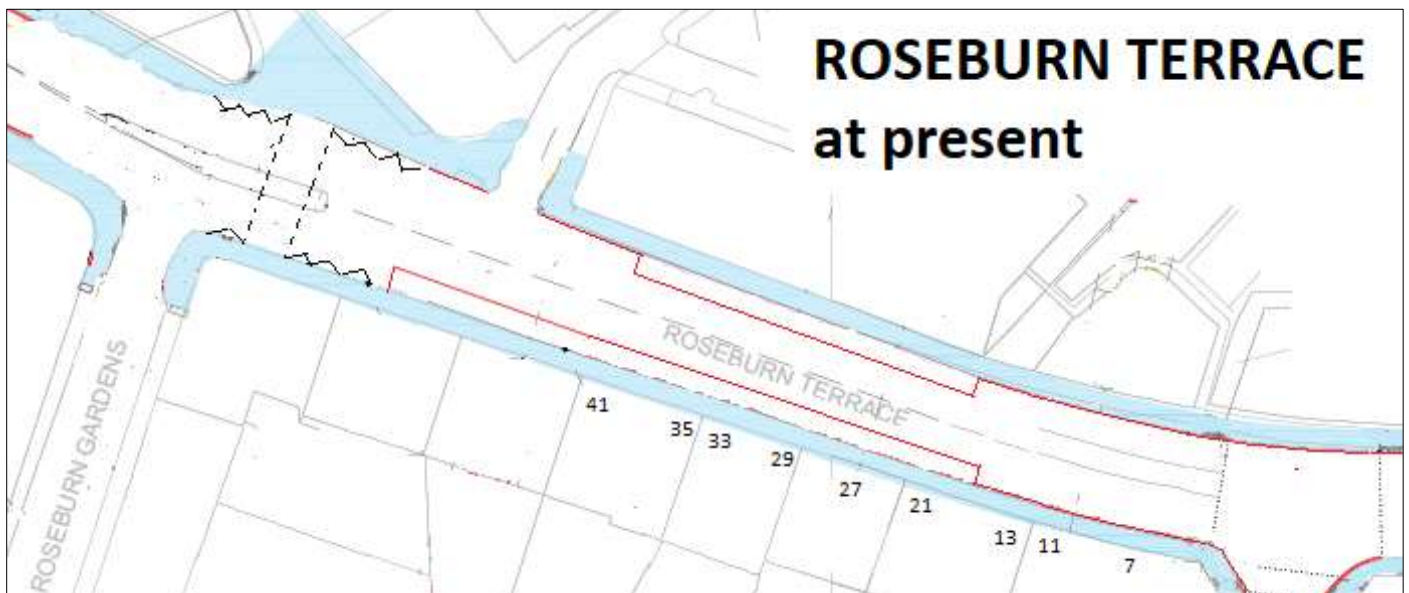 ROSEBURN TERRACE
at present
ROSEBURN TERRACE
ROSEBURN GARDENS
41
35
33
29
27
21
13
11
7